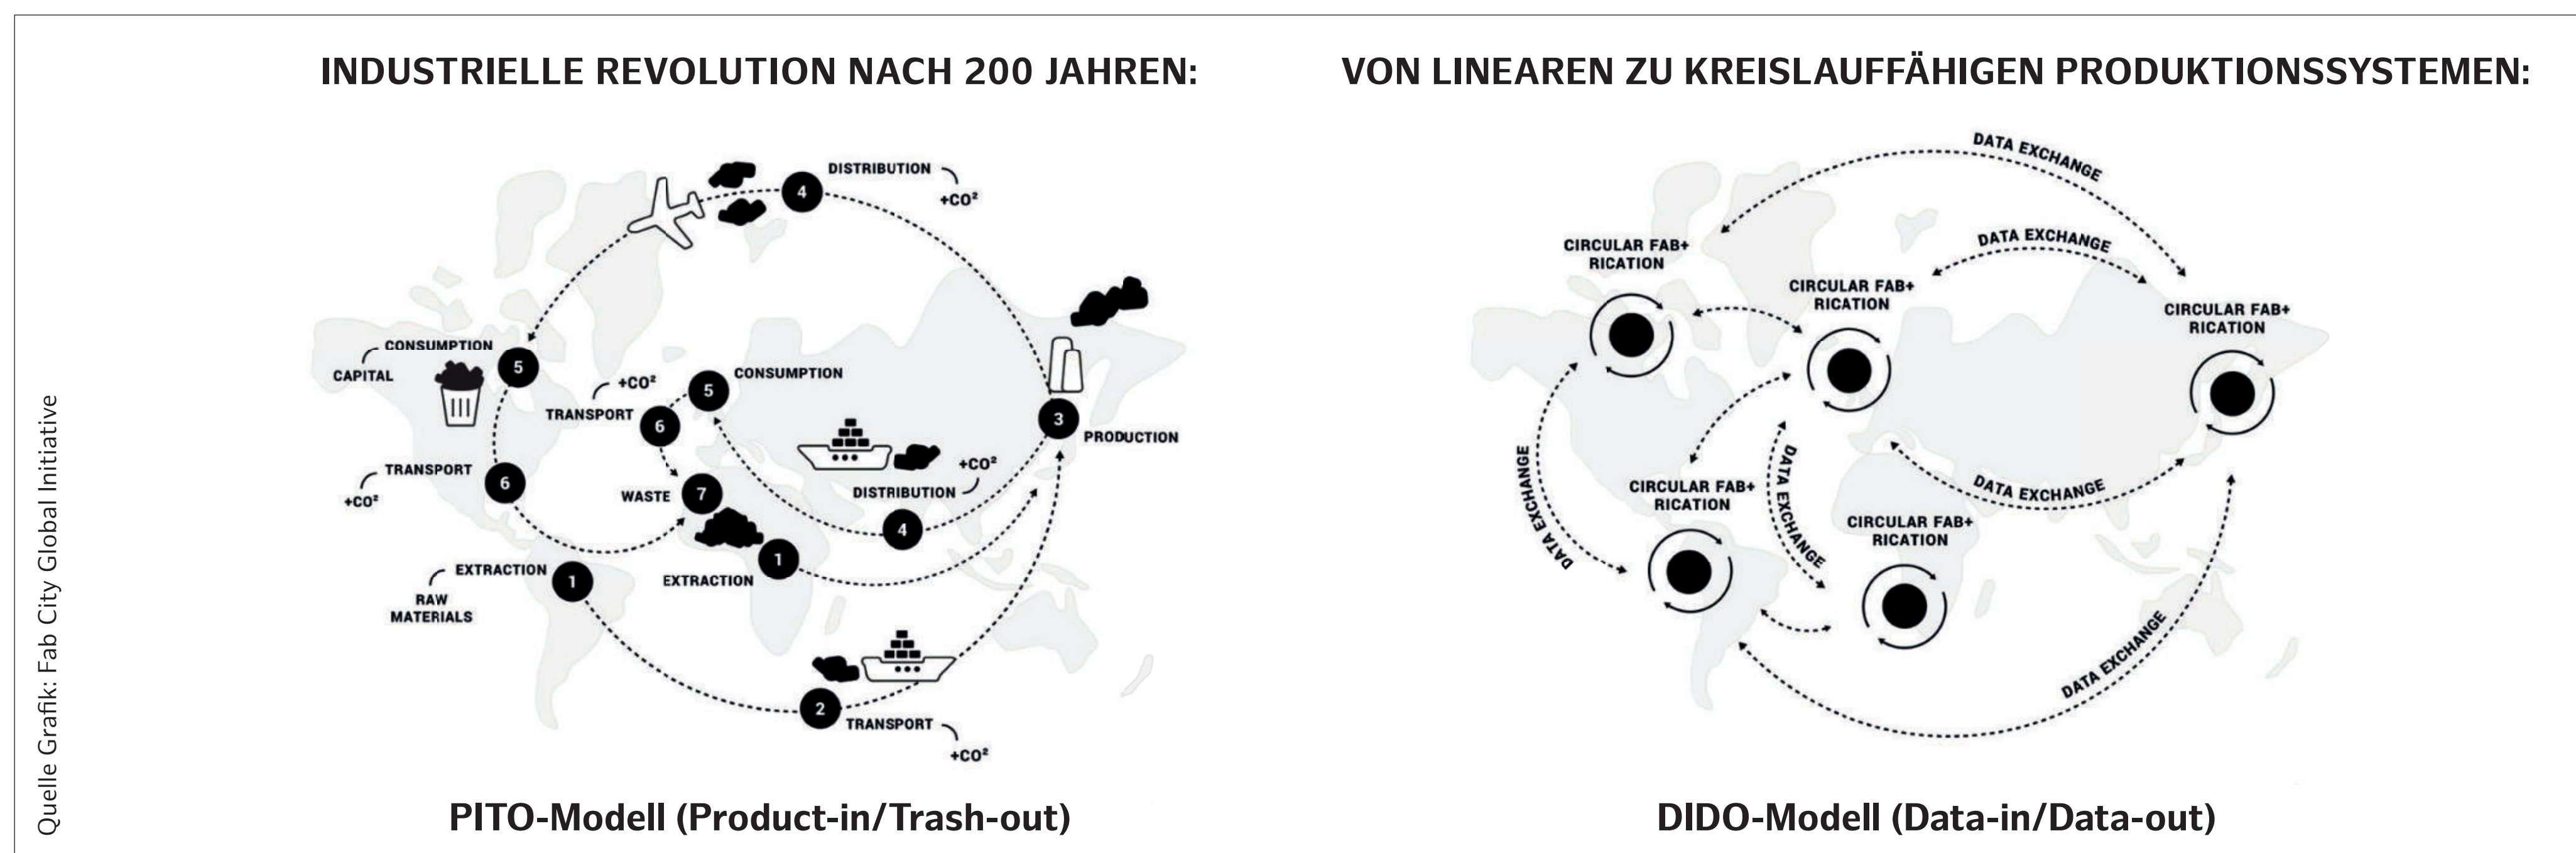 INDUSTRIELLE REVOLUTION NACH 200 JAHREN:
4
DISTRIBUTION
+CO²
CONSUMPTION
CAPITAL
5
+CO²
TRANSPORT
6
5
CONSUMPTION
3
PRODUCTION
TRANSPORT
+CO²
6
WASTE
7
+CO²
DISTRIBUTION
4
EXTRACTION
RAW
MATERIALS
1
EXTRACTION
1
2
TRANSPORT
+CO²
PITO-Modell (Product-in/Trash-out)
VON LINEAREN ZU KREISLAUFFÄHIGEN PRODUKTIONSSYSTEMEN:
DATA EXCHANGE
DATA EXCHANGE
CIRCULAR FAB+
RICATION
CIRCULAR FAB+
RICATION
CIRCULAR FAB+
RICATION
DATA EXCHANGE
CIRCULAR FAB+
RICATION
DATA EXCHANGE
DATA EXCHANGE
CIRCULAR FAB+
RICATION
DATA EXCHANGE
DIDO-Modell (Data-in/Data-out)
Quelle Grafik: Fab City Global Initiative